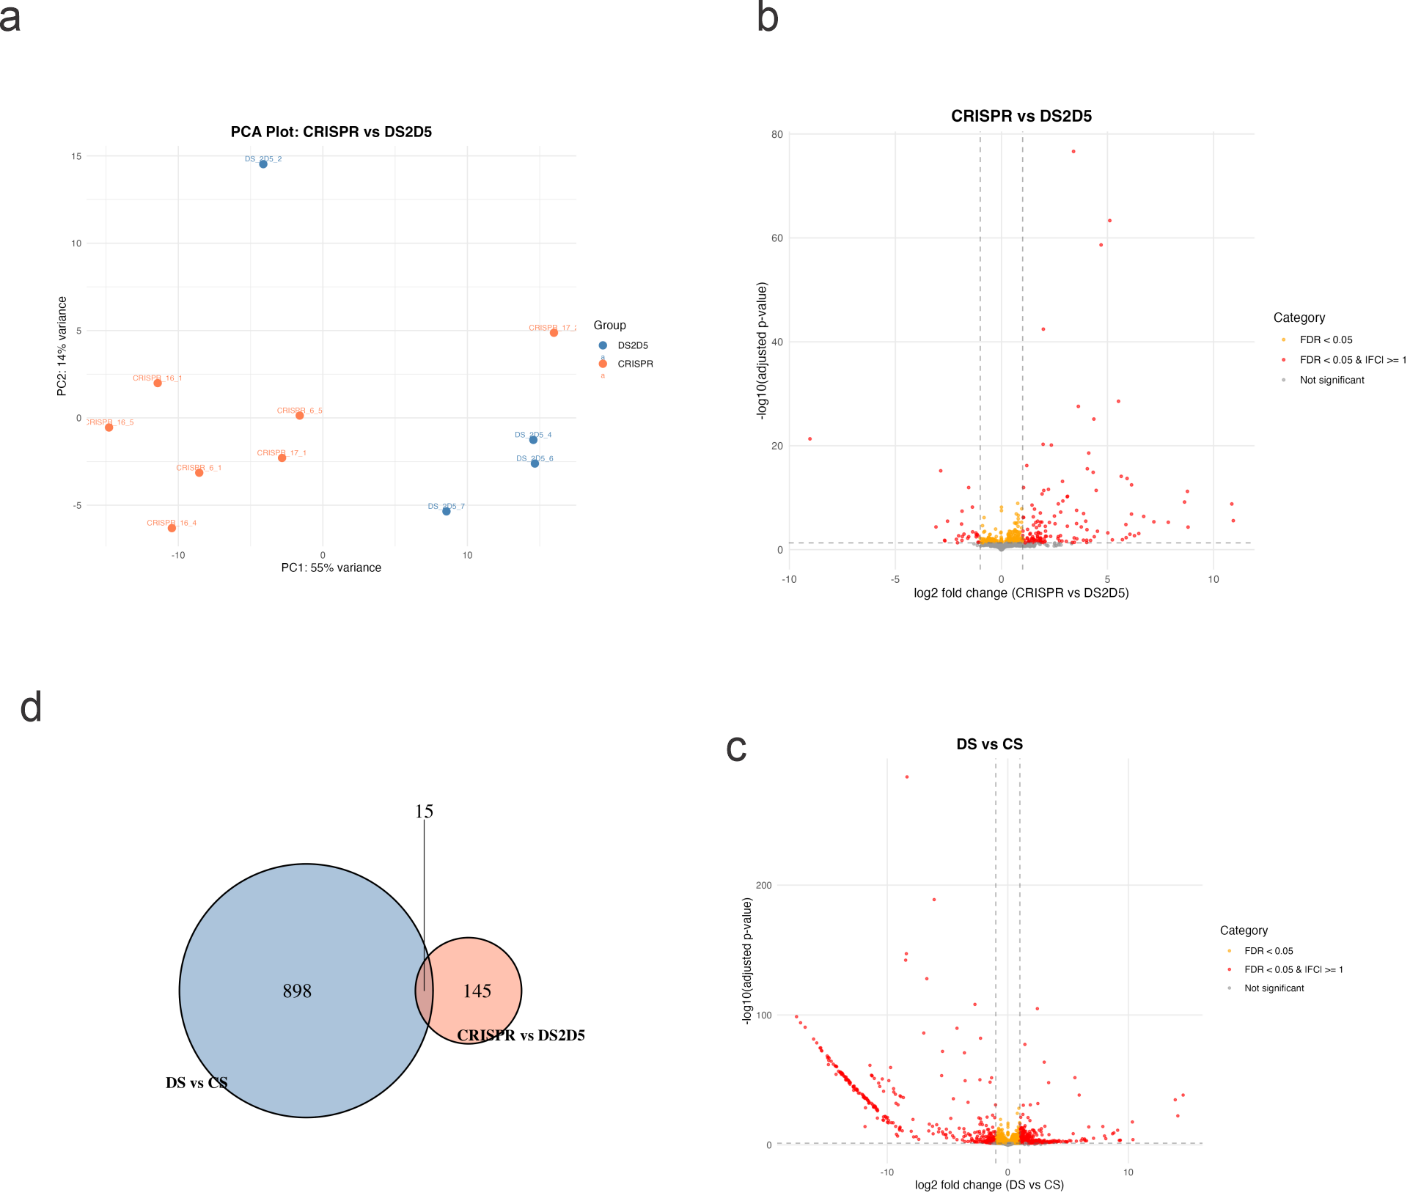 a
PCA Plot: CRISPR vs DS2D5
15
10
5
0
-5
-10
0
10
PC2: 14% variance
PC1: 55% variance
DS_2D5_2
CRISPR_16_1
CRISPR_6_5
CRISPR_16_5
CRISPR_17_1
CRISPR_6_1
CRISPR_16_4
DS_2D5_4
DS_2D5_6
DS_2D5_7
Group
DS2D5
CRISPR
b
CRISPR vs DS2D5
80
60
40
20
0
-10
-5
0
5
10
-log10(adjusted p-value)
log2 fold change (CRISPR vs DS2D5)
Category
FDR < 0.05
FDR < 0.05 & IFCI >= 1
Not significant
d
15
898
145
CRISPR vs DS2D5
DS vs CS
c
DS vs CS
200
100
0
-10
0
10
-log10(adjusted p-value)
log2 fold change (DS vs CS)
Category
FDR < 0.05
FDR < 0.05 & IFCI >= 1
Not significant